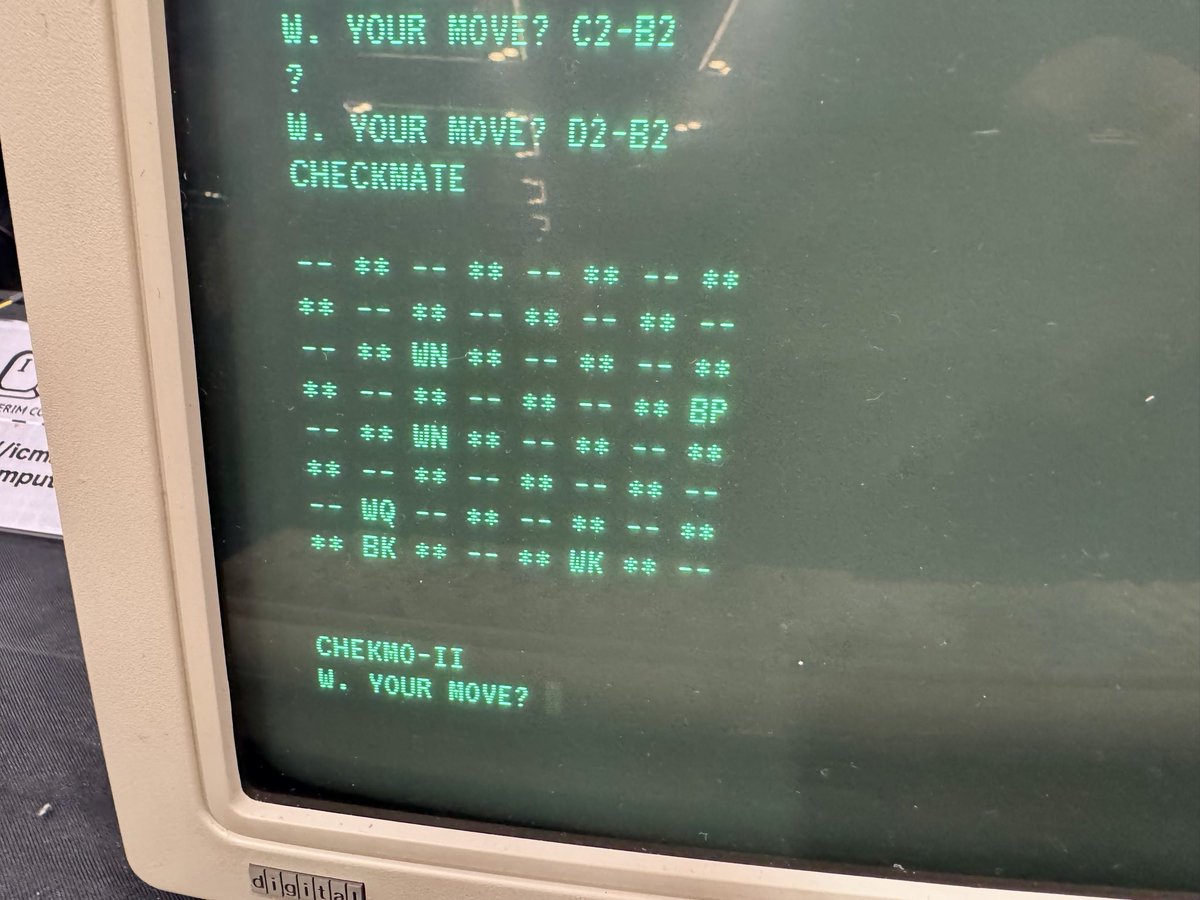 W. YOUR MOVE? C2-B2
?
W. YOUR MOVE? D2-B2
CHECKMATE
-- ** -- ** -- ** -- **
** -- ** -- ** -- ** --
-- ** WN ** -- ** -- **
** -- ** -- ** -- ** BP
-- ** WN ** -- ** -- **
** -- ** -- ** -- ** --
-- WQ -- ** -- ** -- **
** BK ** -- ** WK ** --
CHEKMO-II
W. YOUR MOVE?
digital